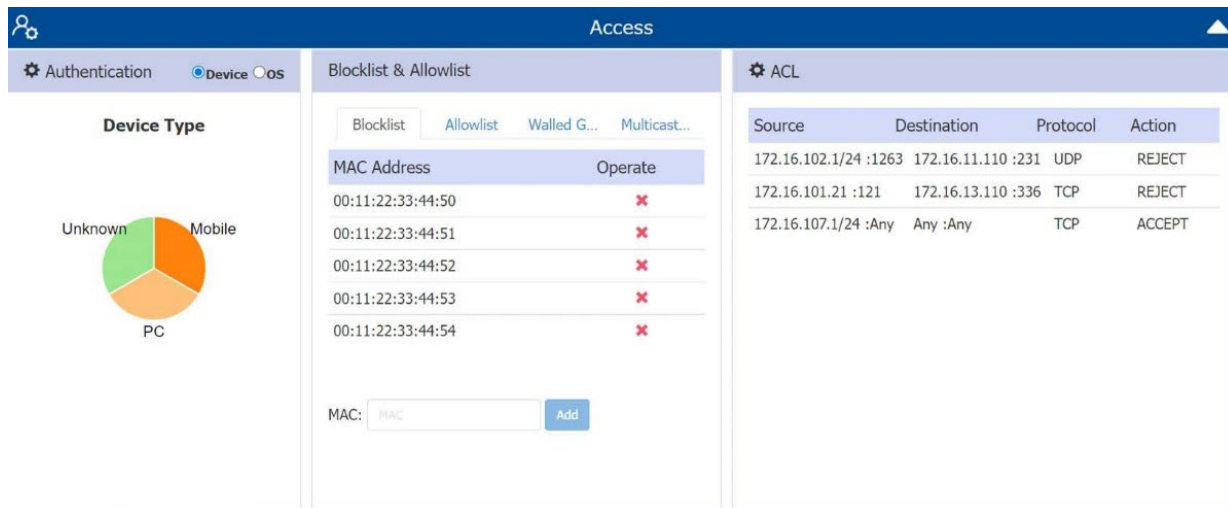 Access
Authentication Device OS
Device Type
Unknown Mobile
PC
Blocklist & Allowlist
Blocklist Allowlist Walled G... Multicast...
MAC Address Operate
00:11:22:33:44:50
00:11:22:33:44:51
00:11:22:33:44:52
00:11:22:33:44:53
00:11:22:33:44:54
MAC: MAC Add
ACL
Source Destination Protocol Action
172.16.102.1/24 :1263 172.16.11.110 :231 UDP REJECT
172.16.101.21 :121 172.16.13.110 :336 TCP REJECT
172.16.107.1/24 :Any Any :Any TCP ACCEPT